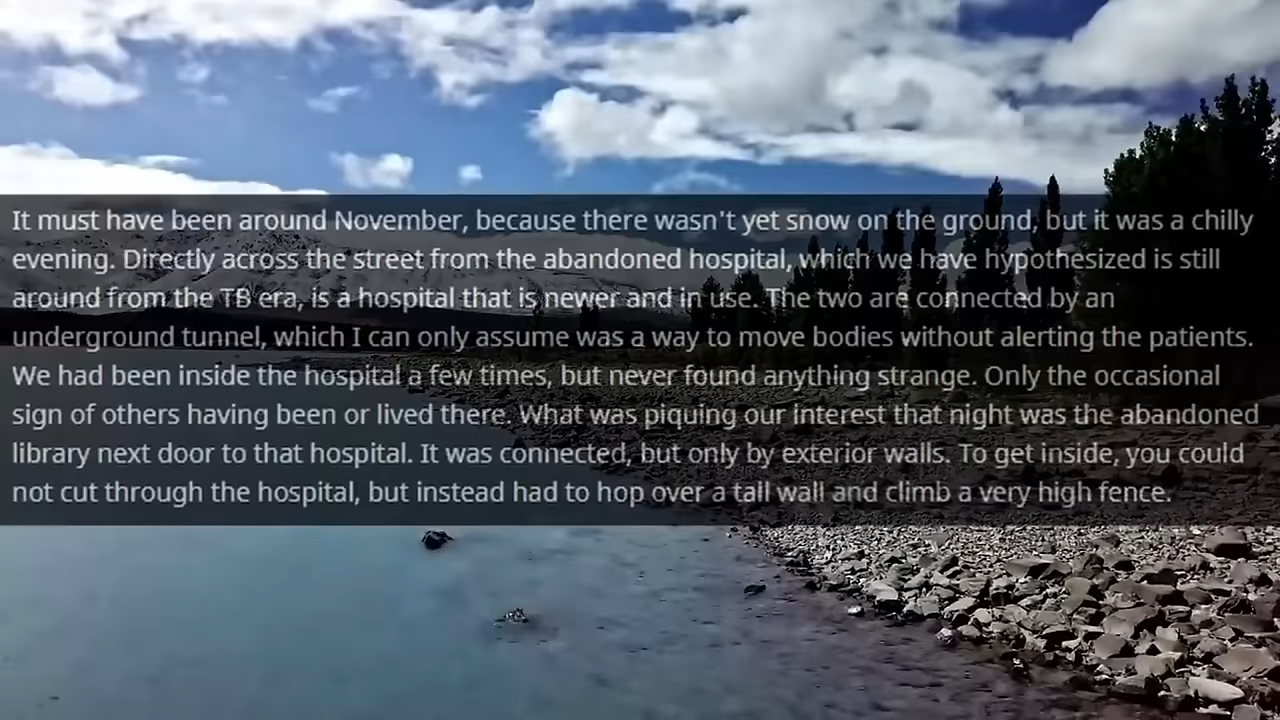 It must have been around November, because there wasn't yet snow on the ground, but it was a chilly
evening. Directly across the street from the abandoned hospital, which we have hypothesized is still
around from the TB era, is a hospital that is newer and in use. The two are connected by an
underground tunnel, which I can only assume was a way to move bodies without alerting the patients.
We had been inside the hospital a few times, but never found anything strange. Only the occasional
sign of others having been or lived there. What was piquing our interest that night was the abandoned
library next door to that hospital. It was connected, but only by exterior walls. To get inside, you could
not cut through the hospital, but instead had to hop over a tall wall and climb a very high fence.